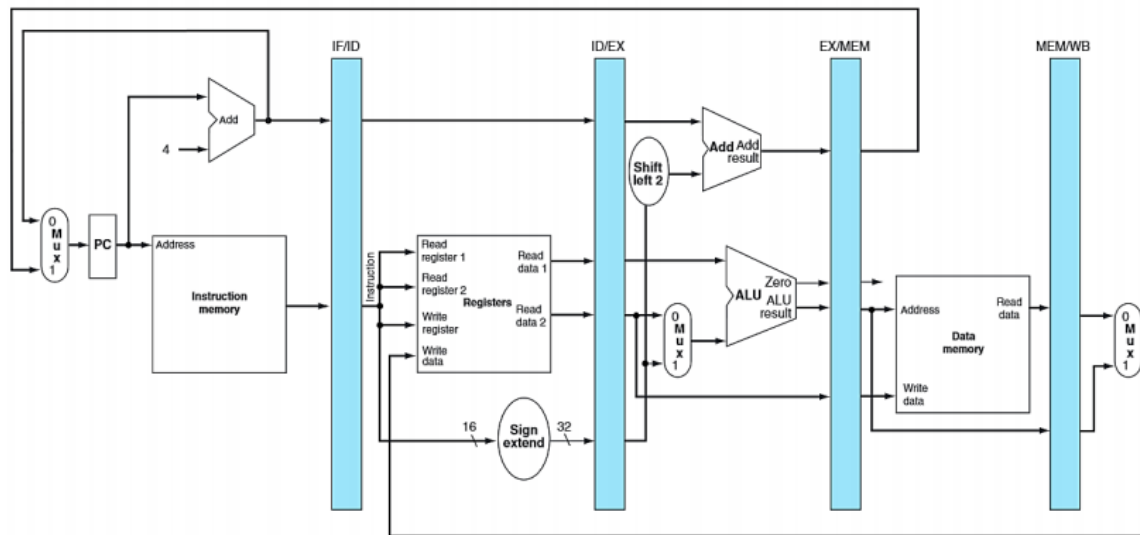 IF/ID
ID/EX
EX/MEM
MEM/WB
Add
4
Shift
left 2
Add Add
result
0
M
u
x
1
PC
Address
Instruction
memory
Instruction
Read
register 1
Read
register 2
Write
register
Write
data
Registers
Read
data 1
Read
data 2
0
M
u
x
1
Zero
ALU ALU
result
Address
Read
data
Data
memory
Write
data
0
M
u
x
1
16
Sign
extend
32